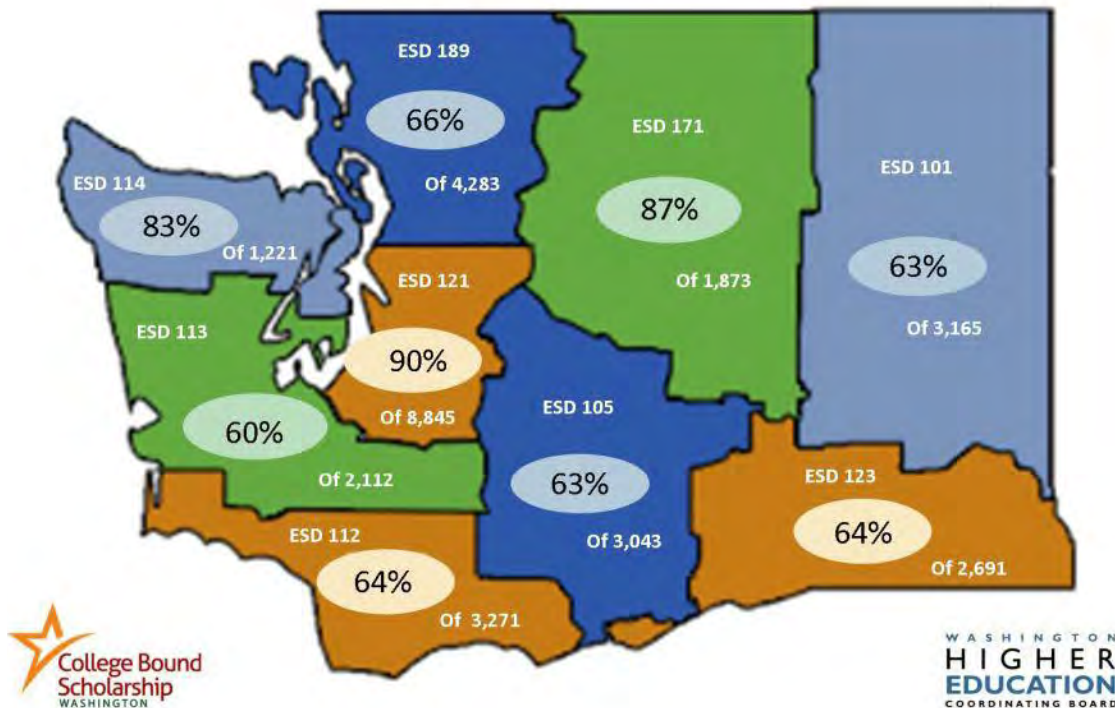 ESD 189
66%
Of 4,283
ESD 171
87%
Of 1,873
ESD 101
63%
Of 3,165
ESD 114
83%
Of 1,221
ESD 121
90%
Of 8,845
ESD 113
60%
Of 2,112
ESD 105
63%
Of 3,043
ESD 123
64%
Of 2,691
ESD 112
64%
Of 3,271
College Bound
Scholarship
WASHINGTON
WASHINGTON
HIGHER
EDUCATION
COORDINATING BOARD